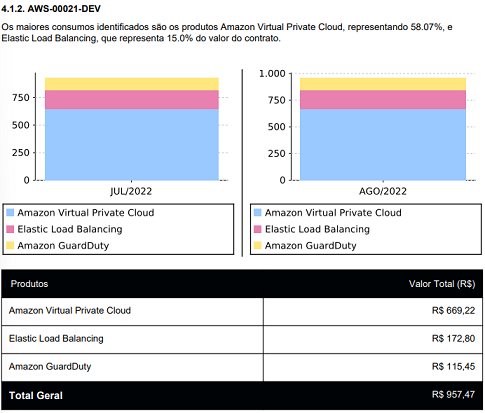 4.1.2. AWS-00021-DEV
Os maiores consumos identificados são os produtos Amazon Virtual Private Cloud, representando 58.07%, e
Elastic Load Balancing, que representa 15.0% do valor do contrato.
750
500
250
0
JUL/2022
Amazon Virtual Private Cloud
Elastic Load Balancing
Amazon GuardDuty
1.000
750
500
250
0
AGO/2022
Amazon Virtual Private Cloud
Elastic Load Balancing
Amazon GuardDuty
Produtos Valor Total (R$)
Amazon Virtual Private Cloud R$ 669,22
Elastic Load Balancing R$ 172,80
Amazon GuardDuty R$ 115,45
Total Geral R$ 957,47